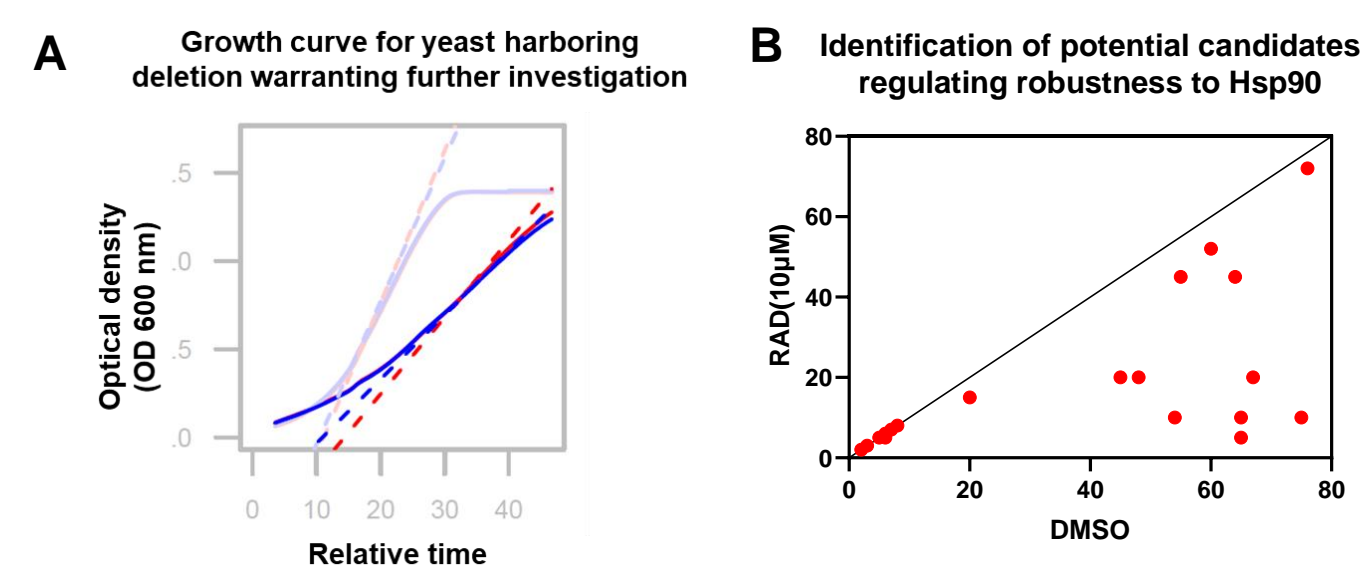 A
Growth curve for yeast harboring
deletion warranting further investigation
Optical density
(OD 600 nm)
.5
.0
.5
.0
0 10 20 30 40
Relative time
B
Identification of potential candidates
regulating robustness to Hsp90
RAD(10μM)
80
60
40
20
0
0 20 40 60 80
DMSO